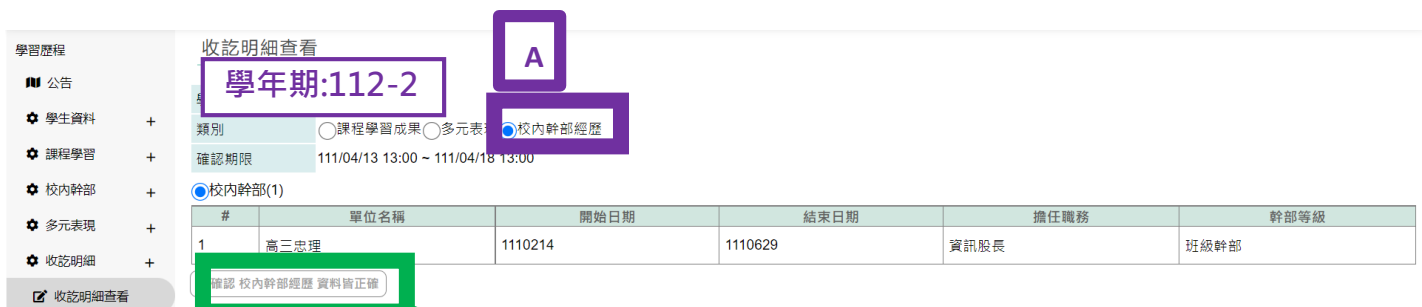 學習歷程
公告
學生資料 +
課程學習 +
校內幹部 +
多元表現 +
收訖明細 +
收訖明細查看
收訖明細查看
A
學年期:112-2
類別 課程學習成果 多元表 校內幹部經歷
確認期限 111/04/13 13:00 ~ 111/04/18 13:00
校內幹部(1)
# 單位名稱 開始日期 結束日期 擔任職務 幹部等級
1 高三忠理 1110214 1110629 資訊股長 班級幹部
確認 校內幹部經歷 資料皆正確